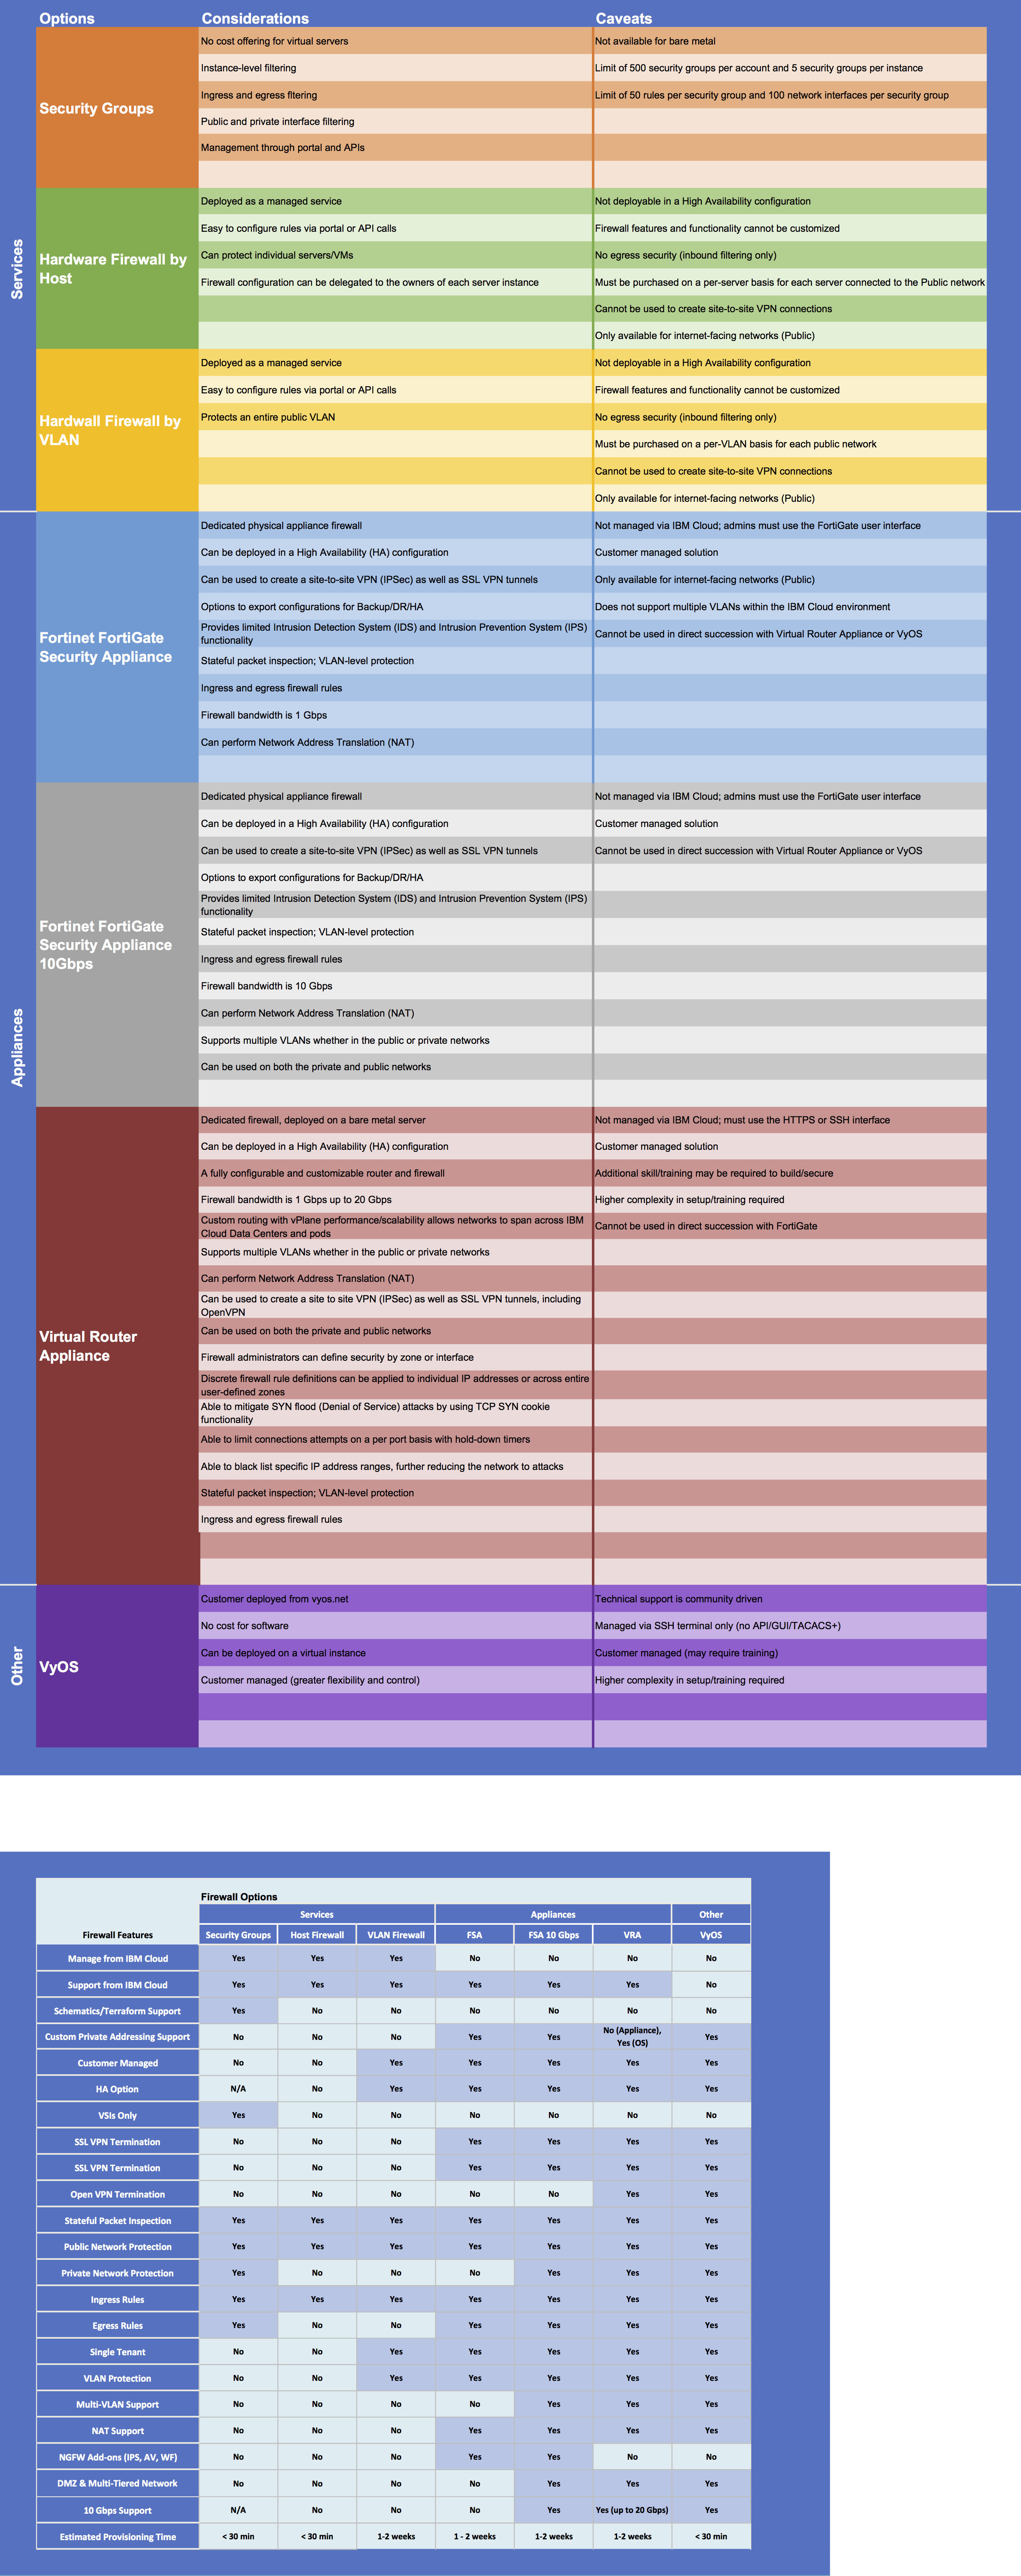 Options Considerations Caveats
Services
Security Groups
No cost offering for virtual servers Not available for bare metal
Instance-level filtering Limit of 500 security groups per account and 5 security groups per instance
Ingress and egress fltering Limit of 50 rules per security group and 100 network interfaces per security group
Public and private interface filtering
Management through portal and APIs
Hardware Firewall by
Host
Deployed as a managed service Not deployable in a High Availability configuration
Easy to configure rules via portal or API calls Firewall features and functionality cannot be customized
Can protect individual servers/VMs No egress security (inbound filtering only)
Firewall configuration can be delegated to the owners of each server instance Must be purchased on a per-server basis for each server connected to the Public network
Cannot be used to create site-to-site VPN connections
Only available for internet-facing networks (Public)
Hardwall Firewall by
VLAN
Deployed as a managed service Not deployable in a High Availability configuration
Easy to configure rules via portal or API calls Firewall features and functionality cannot be customized
Protects an entire public VLAN No egress security (inbound filtering only)
Must be purchased on a per-VLAN basis for each public network
Cannot be used to create site-to-site VPN connections
Only available for internet-facing networks (Public)
Appliances
Fortinet FortiGate
Security Appliance
Dedicated physical appliance firewall Not managed via IBM Cloud; admins must use the FortiGate user interface
Can be deployed in a High Availability (HA) configuration Customer managed solution
Can be used to create a site-to-site VPN (IPSec) as well as SSL VPN tunnels Only available for internet-facing networks (Public)
Options to export configurations for Backup/DR/HA Does not support multiple VLANs within the IBM Cloud environment
Provides limited Intrusion Detection System (IDS) and Intrusion Prevention System (IPS)
functionality
Cannot be used in direct succession with Virtual Router Appliance or VyOS
Stateful packet inspection; VLAN-level protection
Ingress and egress firewall rules
Firewall bandwidth is 1 Gbps
Can perform Network Address Translation (NAT)
Fortinet FortiGate
Security Appliance
10Gbps
Dedicated physical appliance firewall Not managed via IBM Cloud; admins must use the FortiGate user interface
Can be deployed in a High Availability (HA) configuration Customer managed solution
Can be used to create a site-to-site VPN (IPSec) as well as SSL VPN tunnels Cannot be used in direct succession with Virtual Router Appliance or VyOS
Options to export configurations for Backup/DR/HA
Provides limited Intrusion Detection System (IDS) and Intrusion Prevention System (IPS)
functionality
Stateful packet inspection; VLAN-level protection
Ingress and egress firewall rules
Firewall bandwidth is 10 Gbps
Can perform Network Address Translation (NAT)
Supports multiple VLANs whether in the public or private networks
Can be used on both the private and public networks
Virtual Router
Appliance
Dedicated firewall, deployed on a bare metal server Not managed via IBM Cloud; must use the HTTPS or SSH interface
Can be deployed in a High Availability (HA) configuration Customer managed solution
A fully configurable and customizable router and firewall Additional skill/training may be required to build/secure
Firewall bandwidth is 1 Gbps up to 20 Gbps Higher complexity in setup/training required
Custom routing with vPlane performance/scalability allows networks to span across IBM
Cloud Data Centers and pods
Cannot be used in direct succession with FortiGate
Supports multiple VLANs whether in the public or private networks
Can perform Network Address Translation (NAT)
Can be used to create a site to site VPN (IPSec) as well as SSL VPN tunnels, including
OpenVPN
Can be used on both the private and public networks
Firewall administrators can define security by zone or interface
Discrete firewall rule definitions can be applied to individual IP addresses or across entire
user-defined zones
Able to mitigate SYN flood (Denial of Service) attacks by using TCP SYN cookie
functionality
Able to limit connections attempts on a per port basis with hold-down timers
Able to black list specific IP address ranges, further reducing the network to attacks
Stateful packet inspection; VLAN-level protection
Ingress and egress firewall rules
Other
VyOS
Customer deployed from vyos.net Technical support is community driven
No cost for software Managed via SSH terminal only (no API/GUI/TACACS+)
Can be deployed on a virtual instance Customer managed (may require training)
Customer managed (greater flexibility and control) Higher complexity in setup/training required
Firewall Options
Services Appliances Other
Firewall Features Security Groups Host Firewall VLAN Firewall FSA FSA 10 Gbps VRA VyOS
Manage from IBM Cloud Yes Yes Yes No No No No
Support from IBM Cloud Yes Yes Yes Yes Yes Yes No
Schematics/Terraform Support Yes No No No No No No
Custom Private Addressing Support No No No Yes Yes No (Appliance), Yes
Yes (OS)
Customer Managed No No Yes Yes Yes Yes Yes
HA Option N/A No Yes Yes Yes Yes Yes
VSIs Only Yes No No No No No No
SSL VPN Termination No No No Yes Yes Yes Yes
SSL VPN Termination No No No Yes Yes Yes Yes
Open VPN Termination No No No No No Yes Yes
Stateful Packet Inspection Yes Yes Yes Yes Yes Yes Yes
Public Network Protection Yes Yes Yes Yes Yes Yes Yes
Private Network Protection Yes No No No Yes Yes Yes
Ingress Rules Yes Yes Yes Yes Yes Yes Yes
Egress Rules Yes No No Yes Yes Yes Yes
Single Tenant No No Yes Yes Yes Yes Yes
VLAN Protection No No Yes Yes Yes Yes Yes
Multi-VLAN Support No No No No Yes Yes Yes
NAT Support No No No Yes Yes Yes Yes
NGFW Add-ons (IPS, AV, WF) No No No Yes Yes No No
DMZ & Multi-Tiered Network No No No No Yes Yes Yes
10 Gbps Support N/A No No No Yes Yes (up to 20 Gbps) Yes
Estimated Provisioning Time < 30 min < 30 min 1-2 weeks 1 - 2 weeks 1-2 weeks 1-2 weeks < 30 min